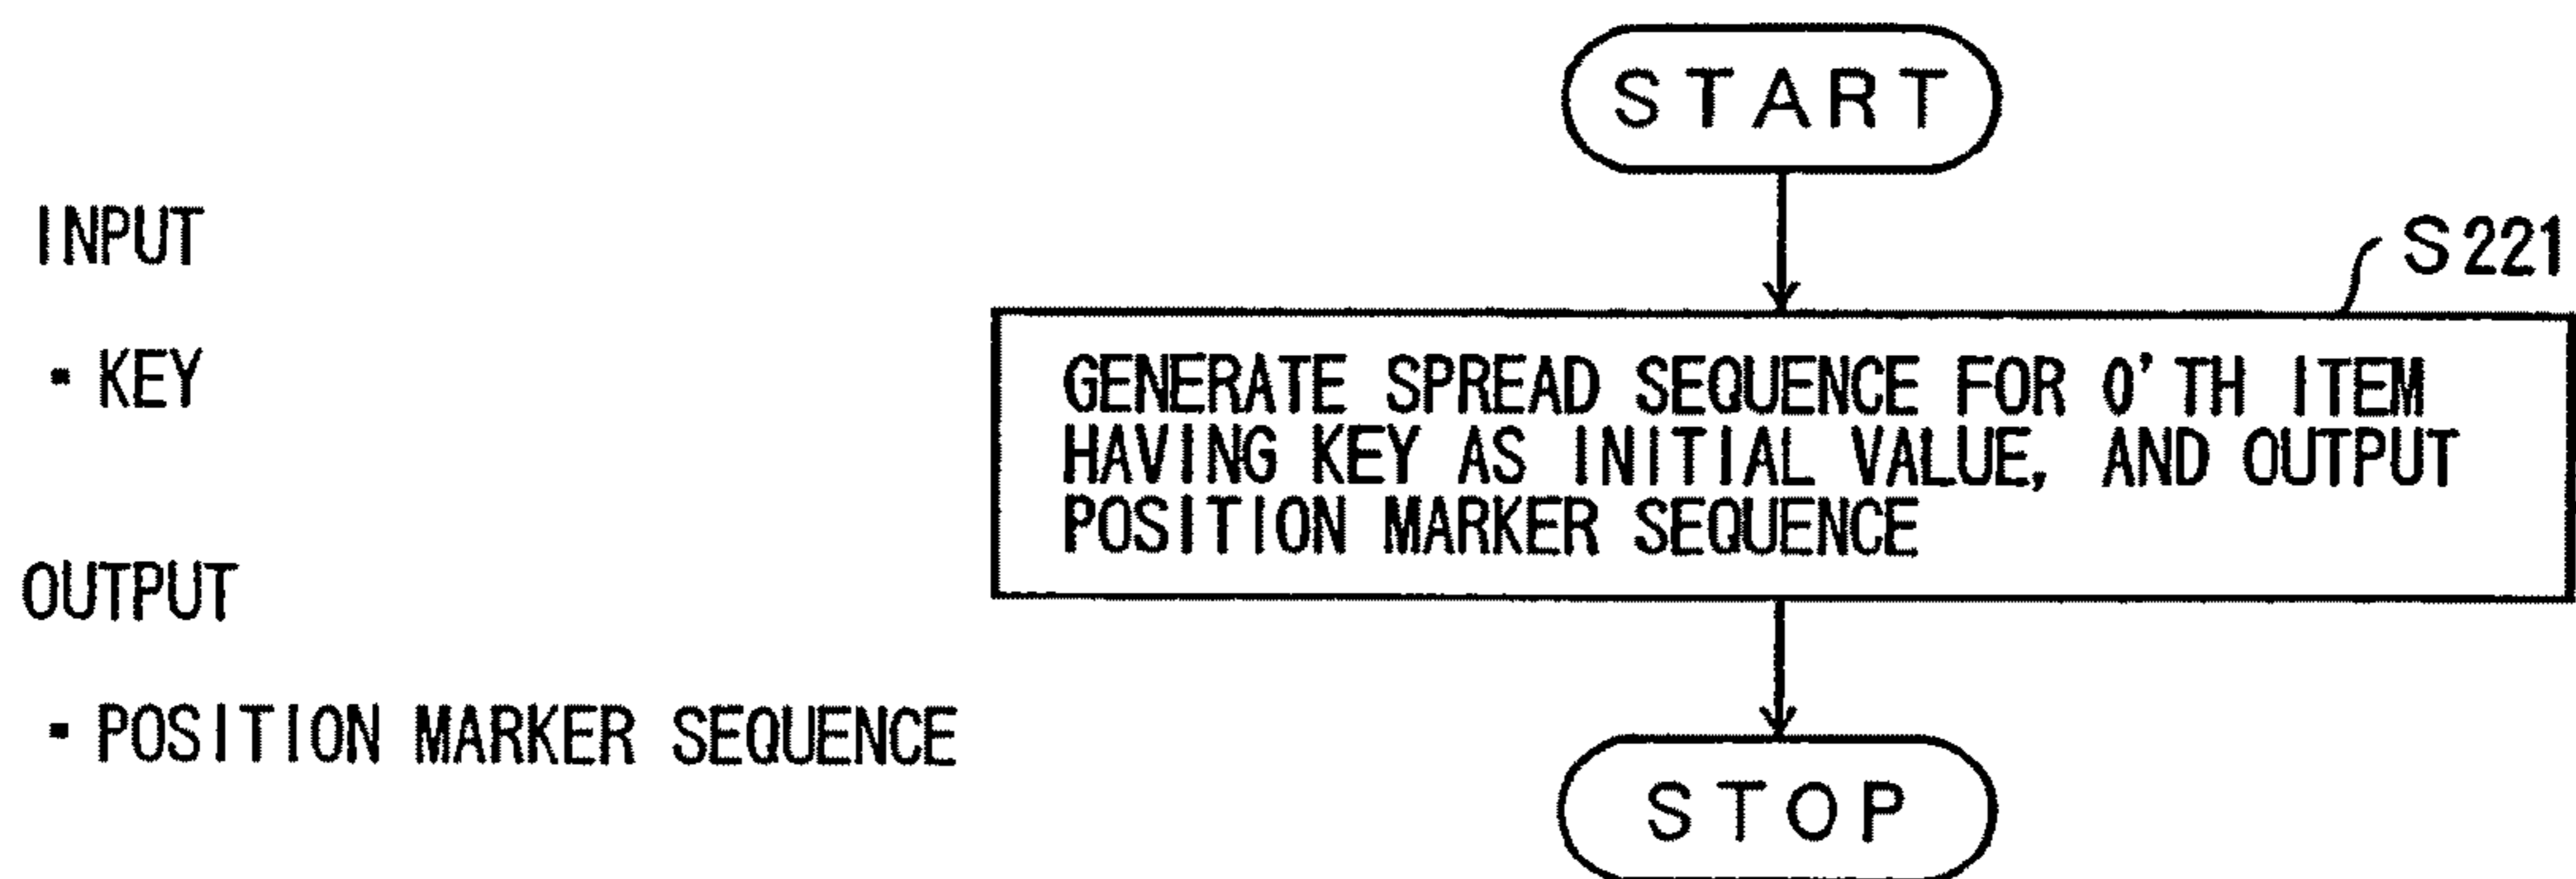 START
INPUT
S221
- KEY
GENERATE SPREAD SEQUENCE FOR 0'TH ITEM
HAVING KEY AS INITIAL VALUE, AND OUTPUT
POSITION MARKER SEQUENCE
OUTPUT
- POSITION MARKER SEQUENCE
STOP